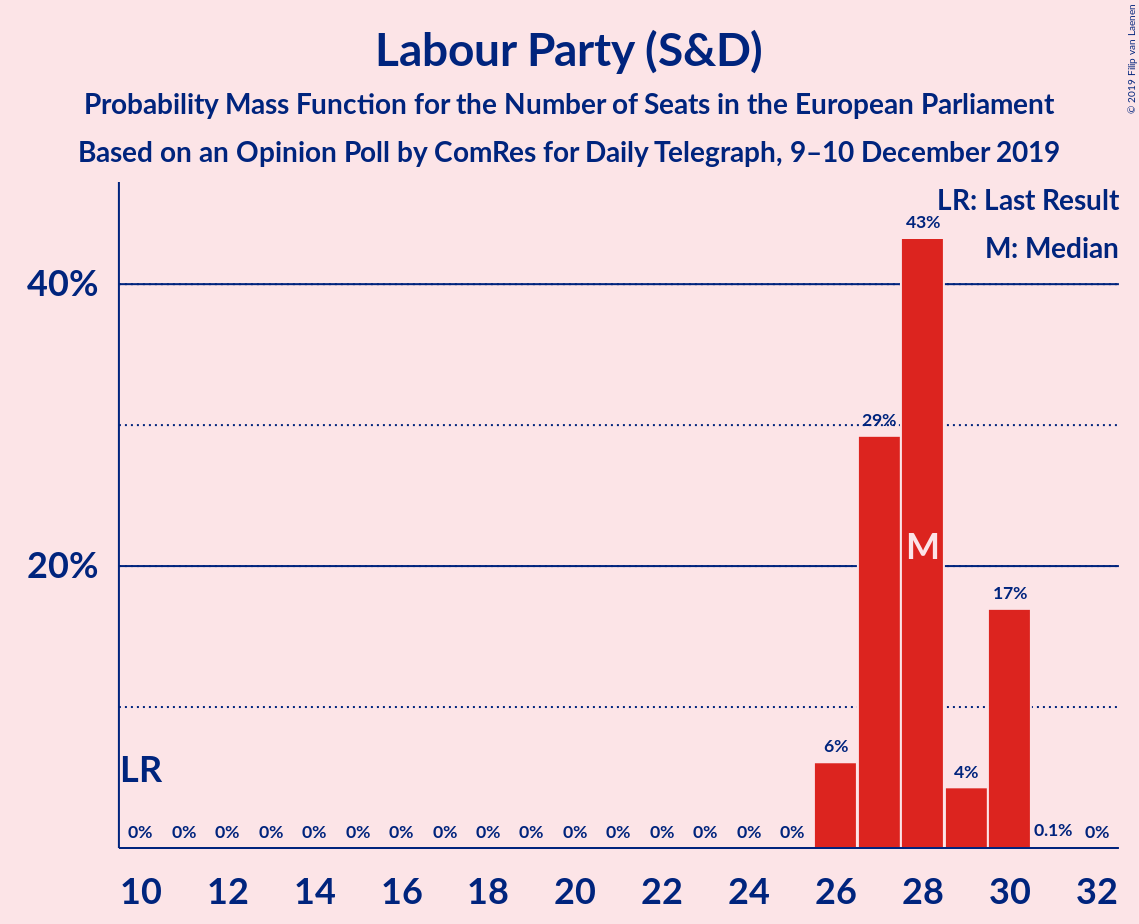 © 2019 Filip van Laenen
Labour Party (S&D)
Probability Mass Function for the Number of Seats in the European Parliament
Based on an Opinion Poll by ComRes for Daily Telegraph, 9–10 December 2019
LR: Last Result
M: Median
43%
40%
29%
M
20%
17%
6%
4%
LR
0% 0% 0% 0% 0% 0% 0% 0% 0% 0% 0% 0% 0% 0% 0% 0% 0.1% 0%
10 12 14 16 18 20 22 24 26 28 30 32